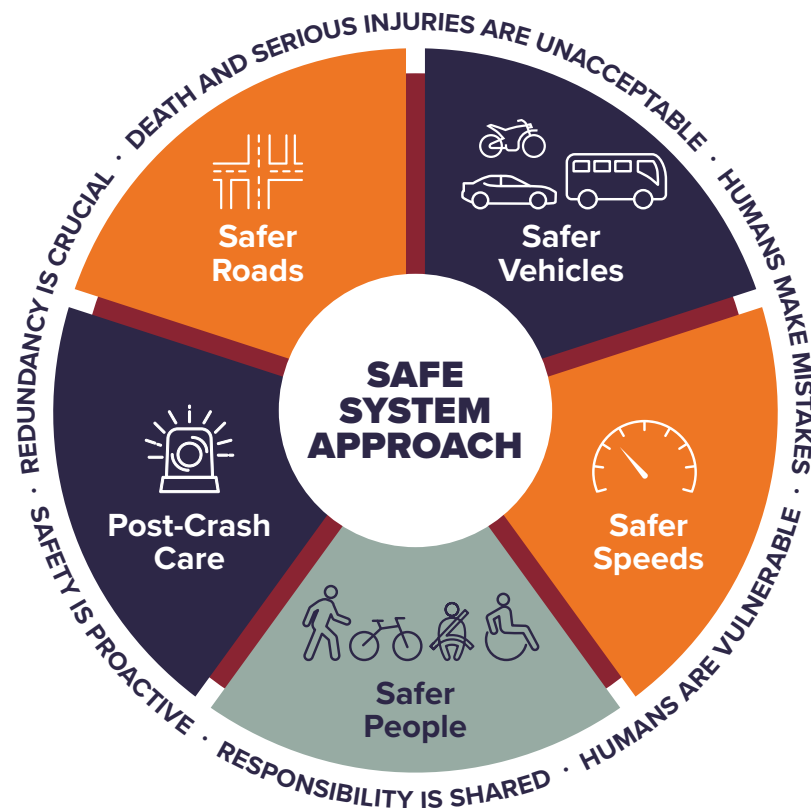 DEATH AND SERIOUS INJURIES ARE UNACCEPTABLE · HUMANS MAKE MISTAKES · HUMANS ARE VULNERABLE · RESPONSIBILITY IS SHARED · SAFETY IS PROACTIVE · REDUNDANCY IS CRUCIAL ·
Safer
Roads
Safer
Vehicles
SAFE
SYSTEM
APPROACH
Post-Crash
Care
Safer
Speeds
Safer
People